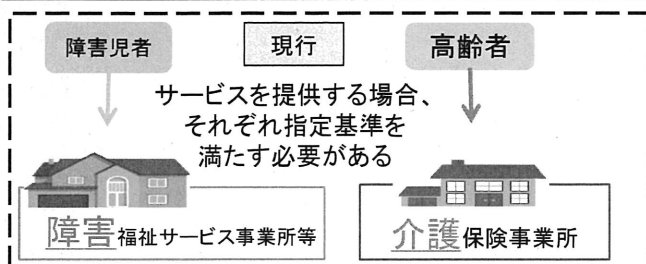 障害児者
現行
高齢者
サービスを提供する場合、
それぞれ指定基準を
満たす必要がある
障害福祉サービス事業所等
介護保険事業所